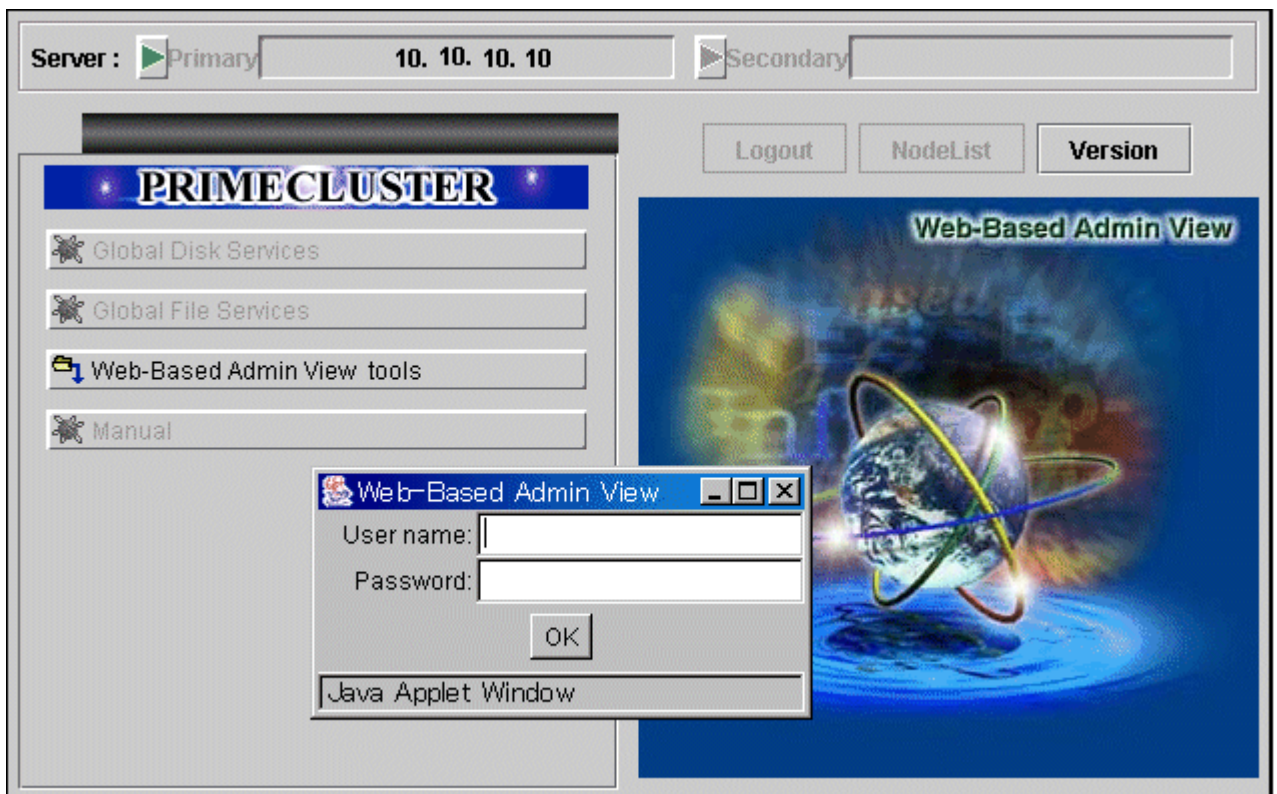 Server : Primary 10. 10. 10. 10 Secondary
Logout NodeList Version
PRIMECLUSTER
Web-Based Admin View
Global Disk Services
Global File Services
Web-Based Admin View tools
Manual
Web-Based Admin View
User name:
Password:
OK
Java Applet Window